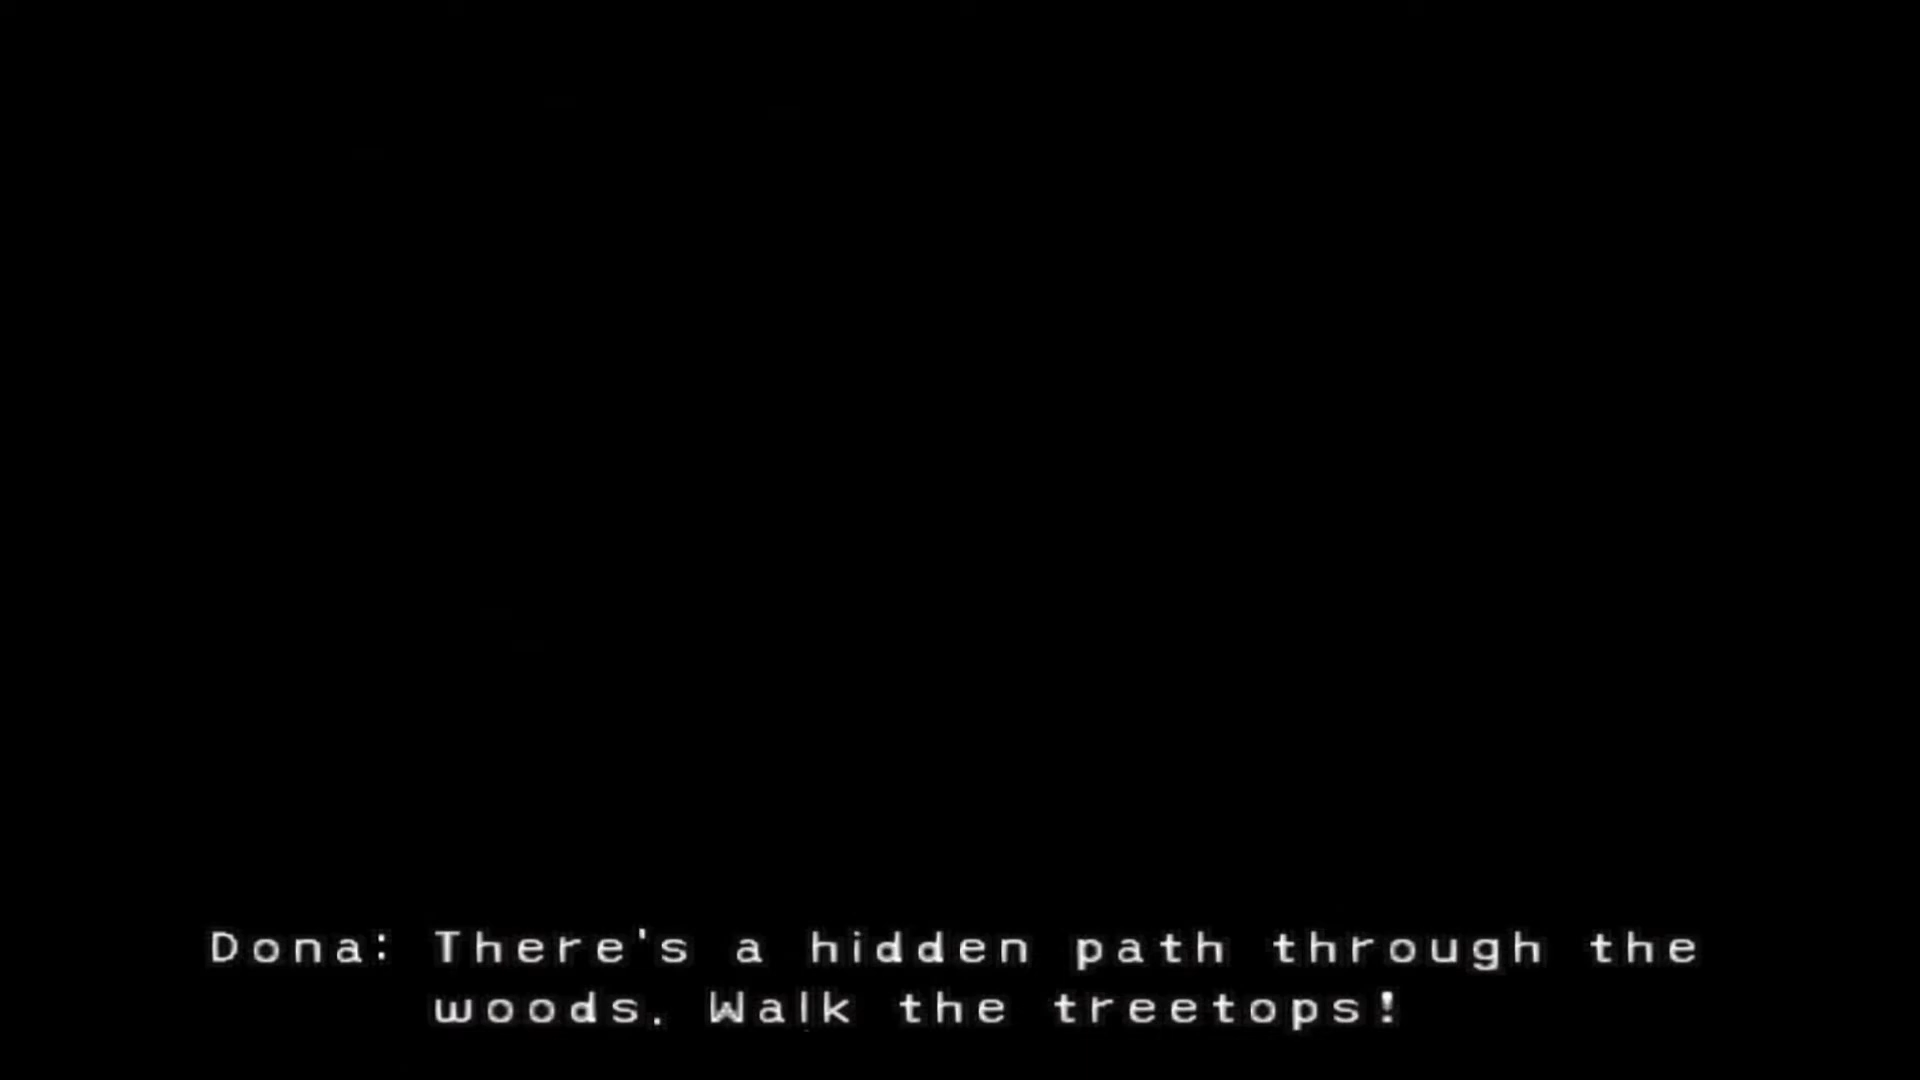 Dona: There's a hidden path through the
woods. Walk the treetops!